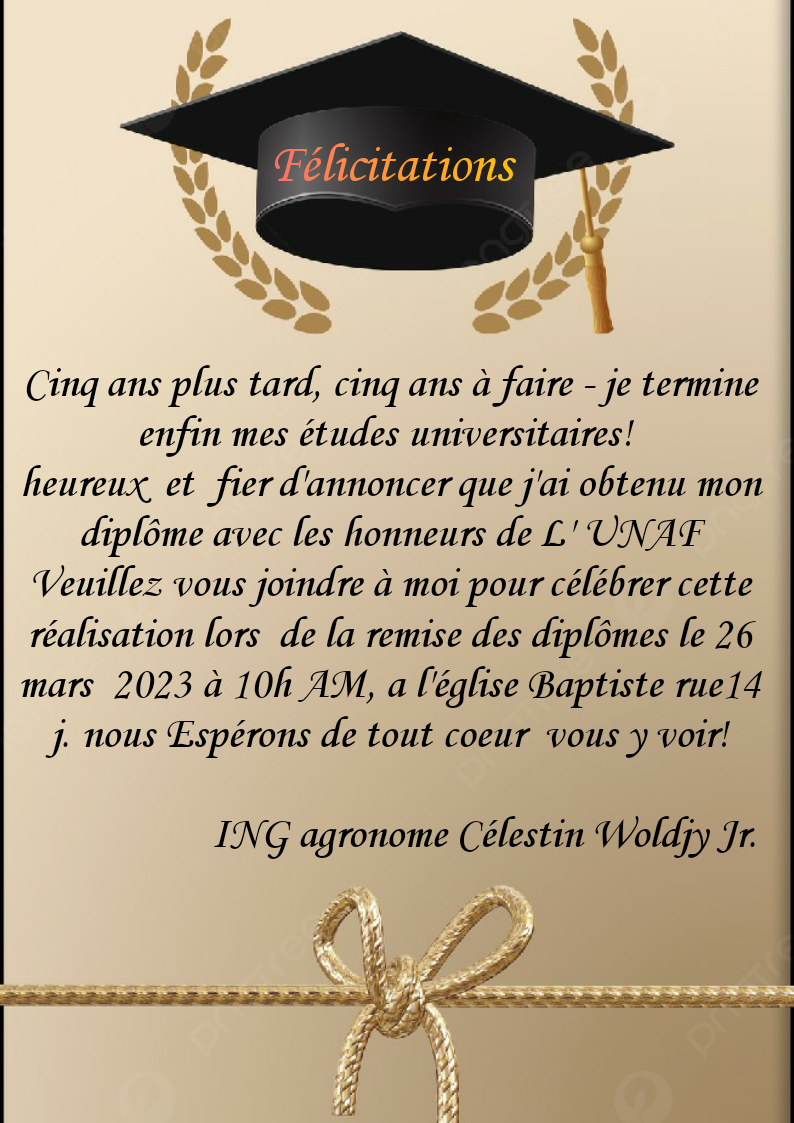 Félicitations
Cinq ans plus tard, cinq ans à faire - je termine
enfin mes études universitaires!
heureux et fier d'annoncer que j'ai obtenu mon
diplôme avec les honneurs de L' UNAF
Veuillez vous joindre à moi pour célébrer cette
réalisation lors de la remise des diplômes le 26
mars 2023 à 10h AM, a l'église Baptiste rue14
j. nous Espérons de tout coeur vous y voir!
ING agronome Célestin Woldjy Jr.